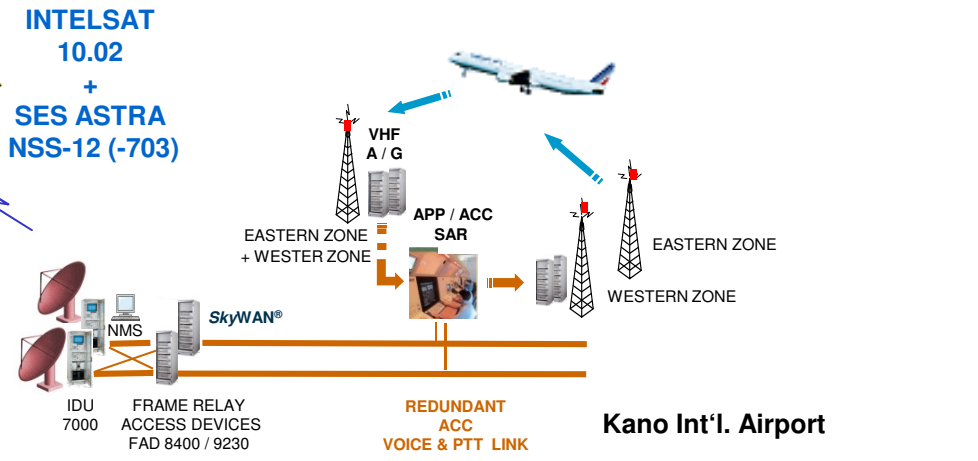 INTELSAT
10.02
+
SES ASTRA
NSS-12 (-703)
VHF
A / G
EASTERN ZONE
+ WESTER ZONE
APP / ACC
SAR
EASTERN ZONE
WESTERN ZONE
NMS
SkyWAN®
IDU
7000
FRAME RELAY
ACCESS DEVICES
FAD 8400 / 9230
REDUNDANT
ACC
VOICE & PTT LINK
Kano Int‘l. Airport